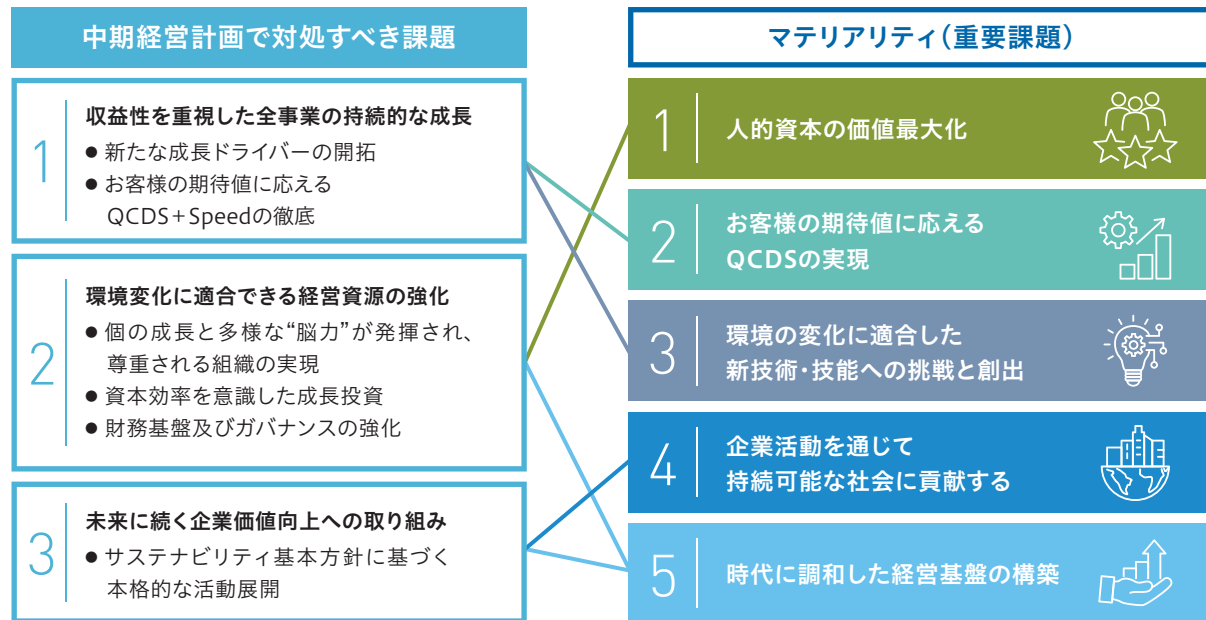 中期経営計画で対処すべき課題
1
収益性を重視した全事業の持続的な成長
● 新たな成長ドライバーの開拓
● お客様の期待値に応える
QCDS+Speedの徹底
2
環境変化に適合できる経営資源の強化
● 個の成長と多様な“脳力”が発揮され、
尊重される組織の実現
● 資本効率を意識した成長投資
● 財務基盤及びガバナンスの強化
3
未来に続く企業価値向上への取り組み
● サステナビリティ基本方針に基づく
本格的な活動展開
マテリアリティ(重要課題)
1
人的資本の価値最大化
2
お客様の期待値に応える
QCDSの実現
3
環境の変化に適合した
新技術・技能への挑戦と創出
4
企業活動を通じて
持続可能な社会に貢献する
5
時代に調和した経営基盤の構築